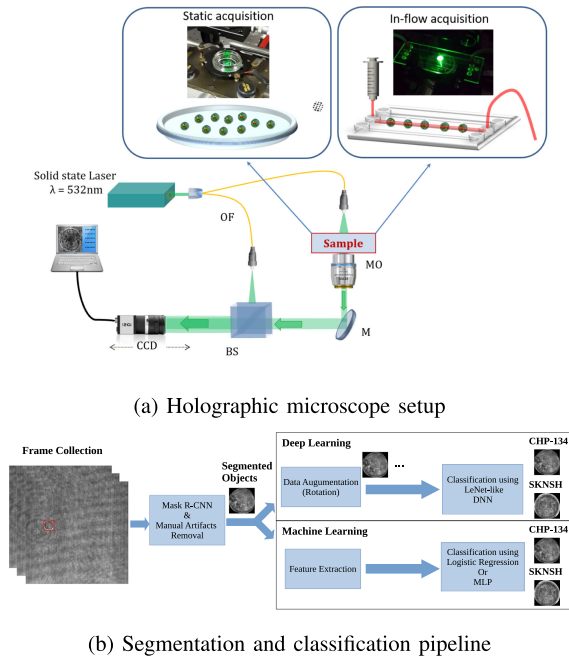 Static acquisition
In-flow acquisition
Solid state Laser
λ = 532nm
OF
Sample
MO
M
BS
CCD
(a) Holographic microscope setup
Frame Collection
Segmented
Objects
Mask R-CNN
&
Manual Artifacts
Removal
Deep Learning
Data Augumentation
(Rotation)
...
Classification using
LeNet-like
DNN
CHP-134
SKNSH
Machine Learning
Feature Extraction
Classification using
Logistic Regression
Or
MLP
CHP-134
SKNSH
(b) Segmentation and classification pipeline